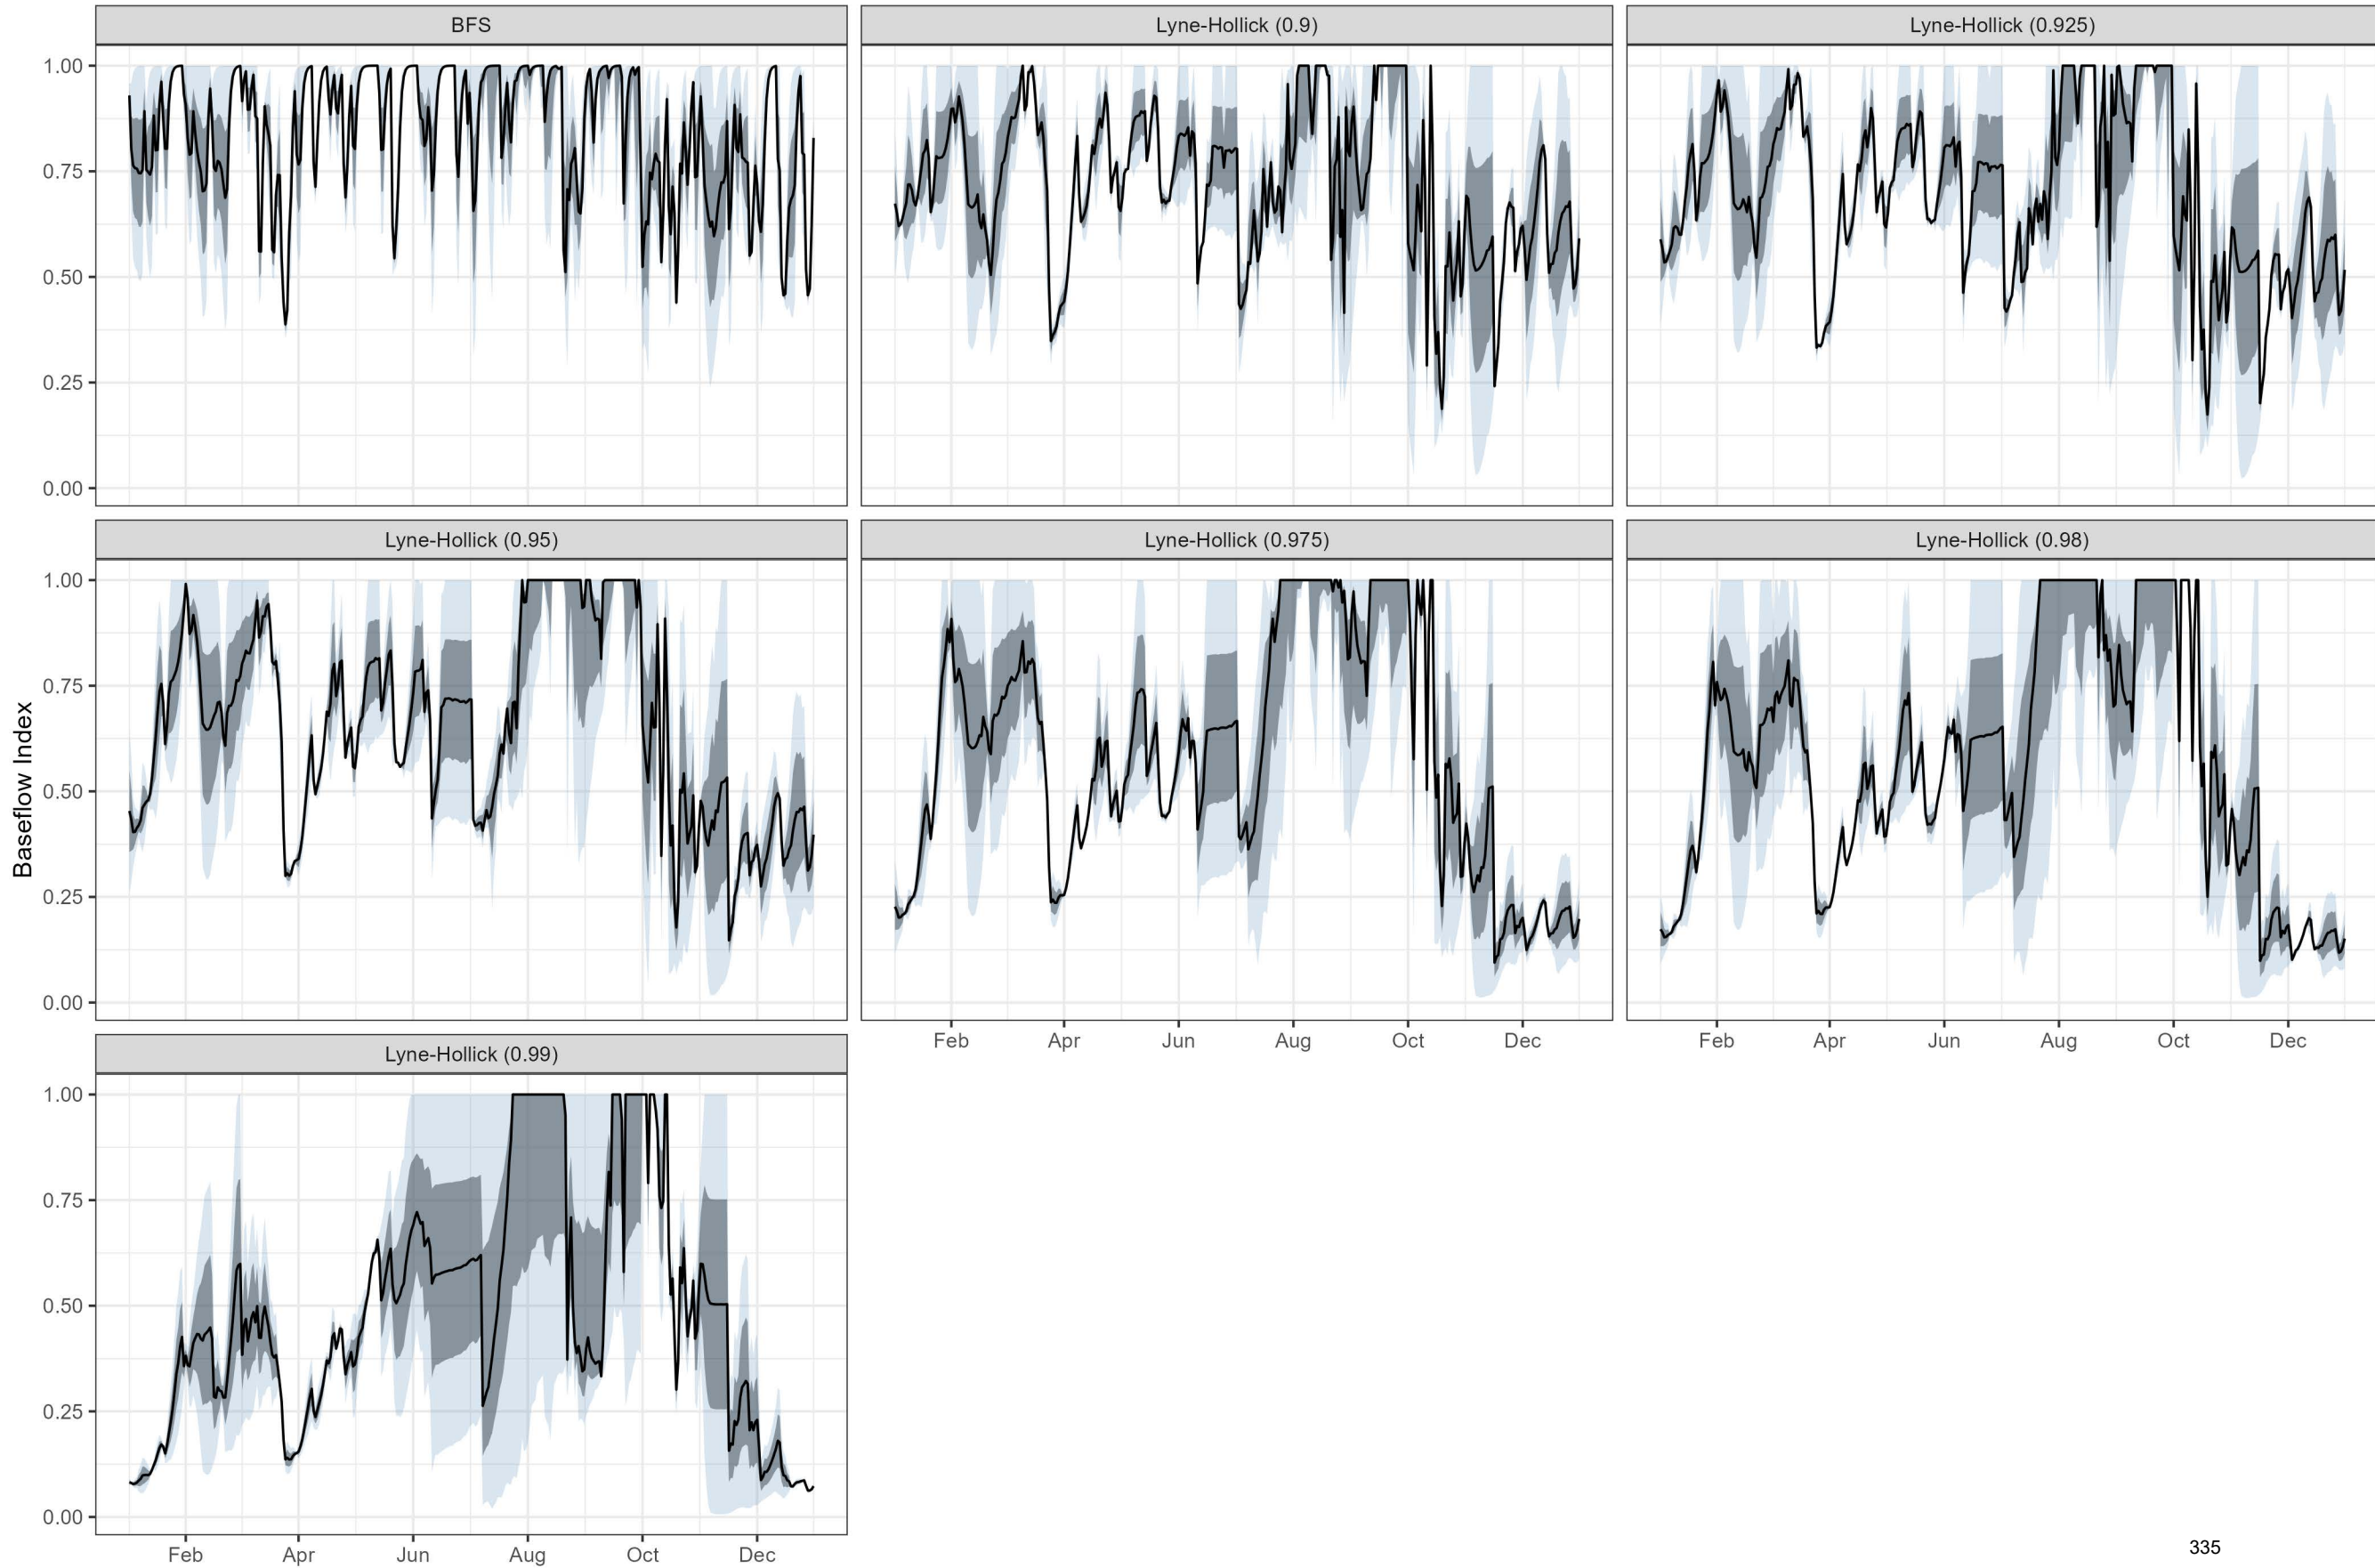 BFS
Lyne-Hollick (0.9)
Lyne-Hollick (0.925)
1.00
0.75
0.50
0.25
0.00
Lyne-Hollick (0.95)
Lyne-Hollick (0.975)
Lyne-Hollick (0.98)
1.00
0.75
0.50
0.25
0.00
Baseflow Index
Feb Apr Jun Aug Oct Dec
Feb Apr Jun Aug Oct Dec
Lyne-Hollick (0.99)
1.00
0.75
0.50
0.25
0.00
Feb Apr Jun Aug Oct Dec
335